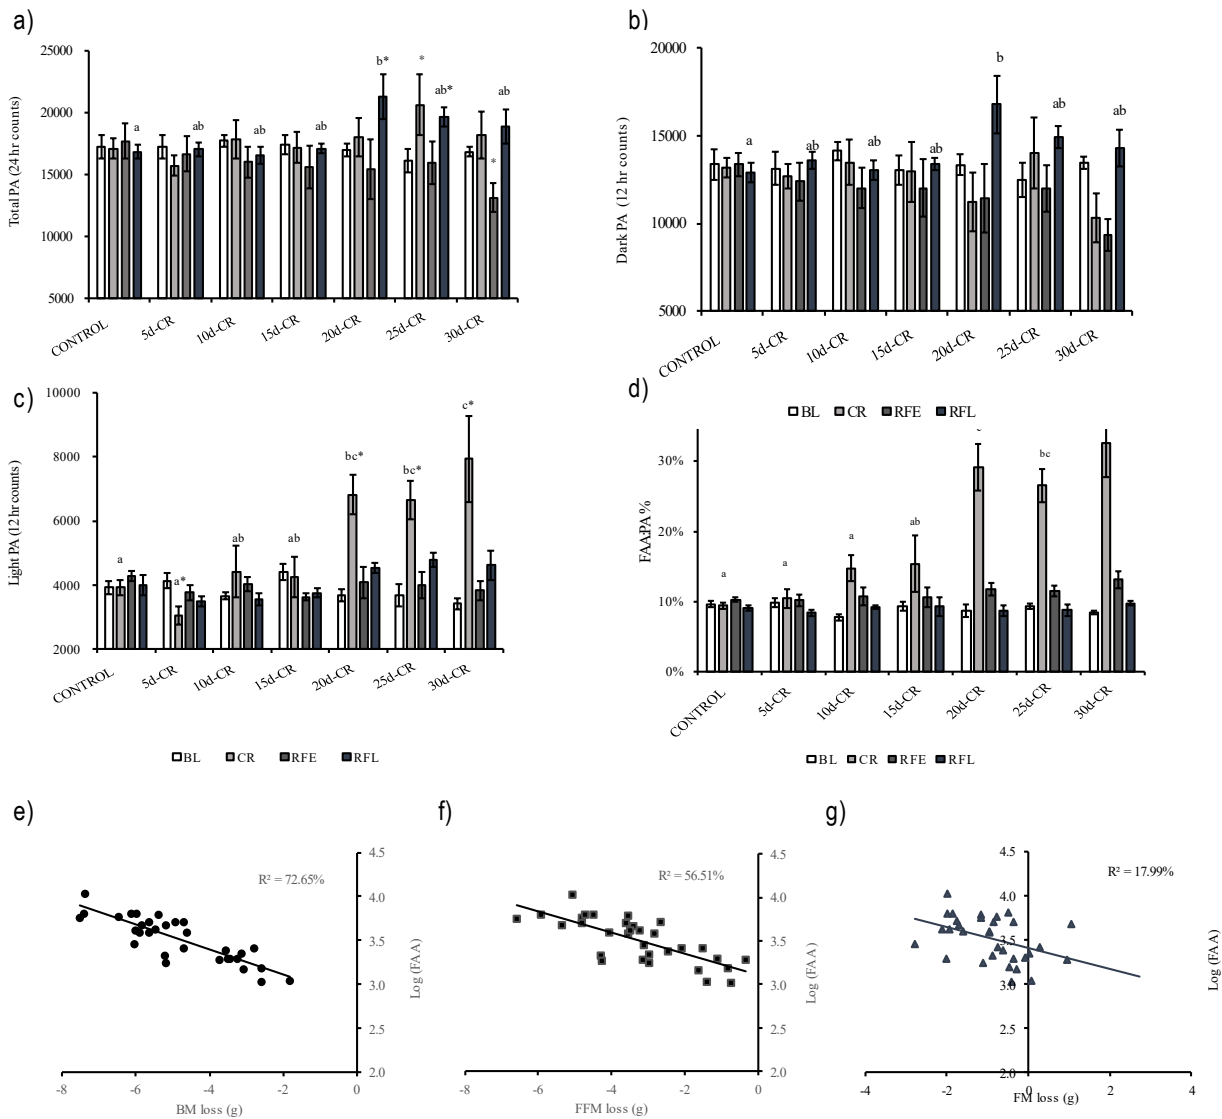 a)
25000
20000
15000
10000
5000
Total PA (24 hr counts)
a
ab
ab
ab
b*
*
ab*
*
ab
CONTROL
5d-CR
10d-CR
15d-CR
20d-CR
25d-CR
30d-CR
b)
20000
15000
10000
5000
Dark PA (12 hr counts)
a
ab
ab
ab
b
ab
ab
CONTROL
5d-CR
10d-CR
15d-CR
20d-CR
25d-CR
30d-CR
c)
10000
8000
6000
4000
2000
Light PA (12 hr counts)
a
a*
ab
ab
bc*
bc*
c*
CONTROL
5d-CR
10d-CR
15d-CR
20d-CR
25d-CR
30d-CR
BL CR RFE RFL
d)
BL CR RFE RFL
30%
20%
10%
0%
FAA:PA %
a
a
a
ab
bc
CONTROL
5d-CR
10d-CR
15d-CR
20d-CR
25d-CR
30d-CR
BL CR RFE RFL
e)
R² = 72.65%
4.5
4.0
3.5
3.0
2.5
2.0
Log (FAA)
-8 -6 -4 -2 0
BM loss (g)
f)
R² = 56.51%
4.5
4.0
3.5
3.0
2.5
2.0
Log (FAA)
-8 -6 -4 -2 0
FFM loss (g)
g)
R² = 17.99%
4.5
4.0
3.5
3.0
2.5
2.0
Log (FAA)
-4 -2 0 2 4
FM loss (g)